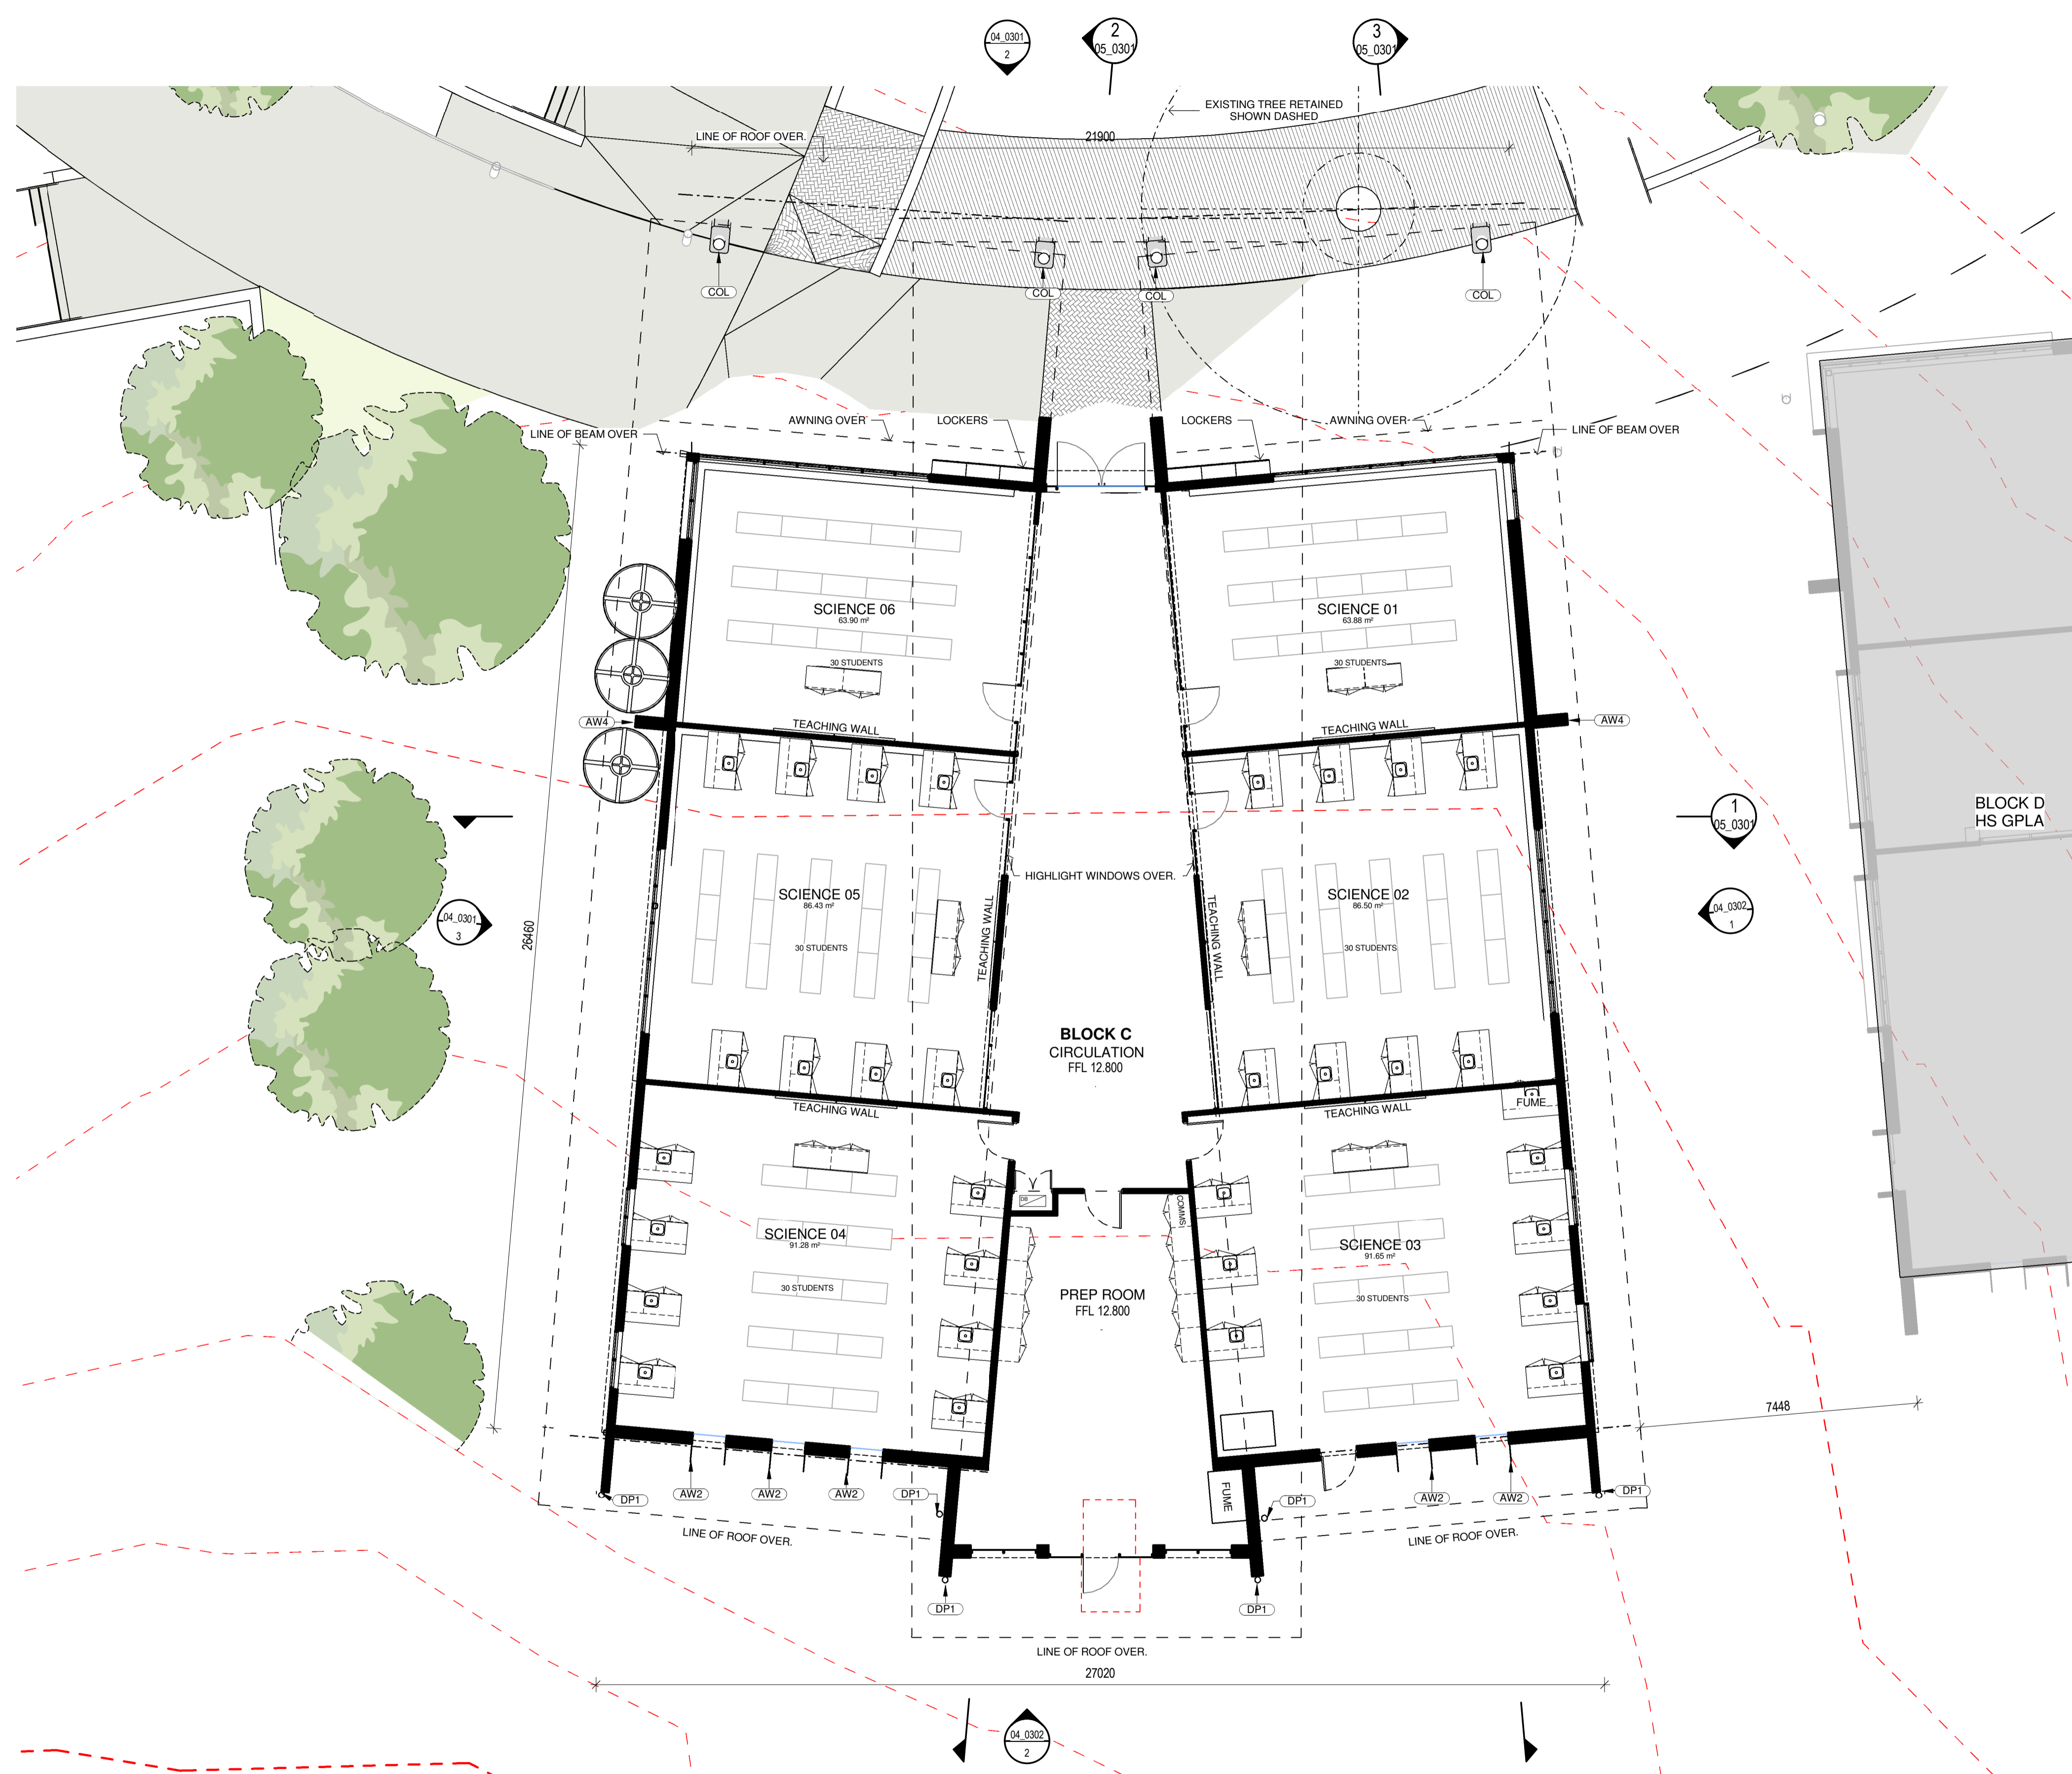 04_0301
2
2
05_0301
3
05_0301
EXISTING TREE RETAINED
SHOWN DASHED
LINE OF ROOF OVER.
21900
COL
COL
COL
COL
AWNING OVER
LOCKERS
LOCKERS
AWNING OVER
LINE OF BEAM OVER
LINE OF BEAM OVER
SCIENCE 06
63.90 m²
30 STUDENTS
SCIENCE 01
63.88 m²
30 STUDENTS
AW4
TEACHING WALL
TEACHING WALL
AW4
1
05_0301
BLOCK D
HS GPLA
HIGHLIGHT WINDOWS OVER.
SCIENCE 05
86.43 m²
30 STUDENTS
TEACHING WALL
SCIENCE 02
86.50 m²
30 STUDENTS
TEACHING WALL
04_0301
3
04_0302
1
26460
BLOCK C
CIRCULATION
FFL 12.800
TEACHING WALL
TEACHING WALL
FUME
DB
COMMS
SCIENCE 04
91.28 m²
30 STUDENTS
SCIENCE 03
91.65 m²
30 STUDENTS
PREP ROOM
FFL 12.800
7448
DP1
AW2
AW2
AW2
DP1
FUME
DP1
AW2
AW2
DP1
LINE OF ROOF OVER.
LINE OF ROOF OVER.
DP1
DP1
LINE OF ROOF OVER.
27020
04_0302
2